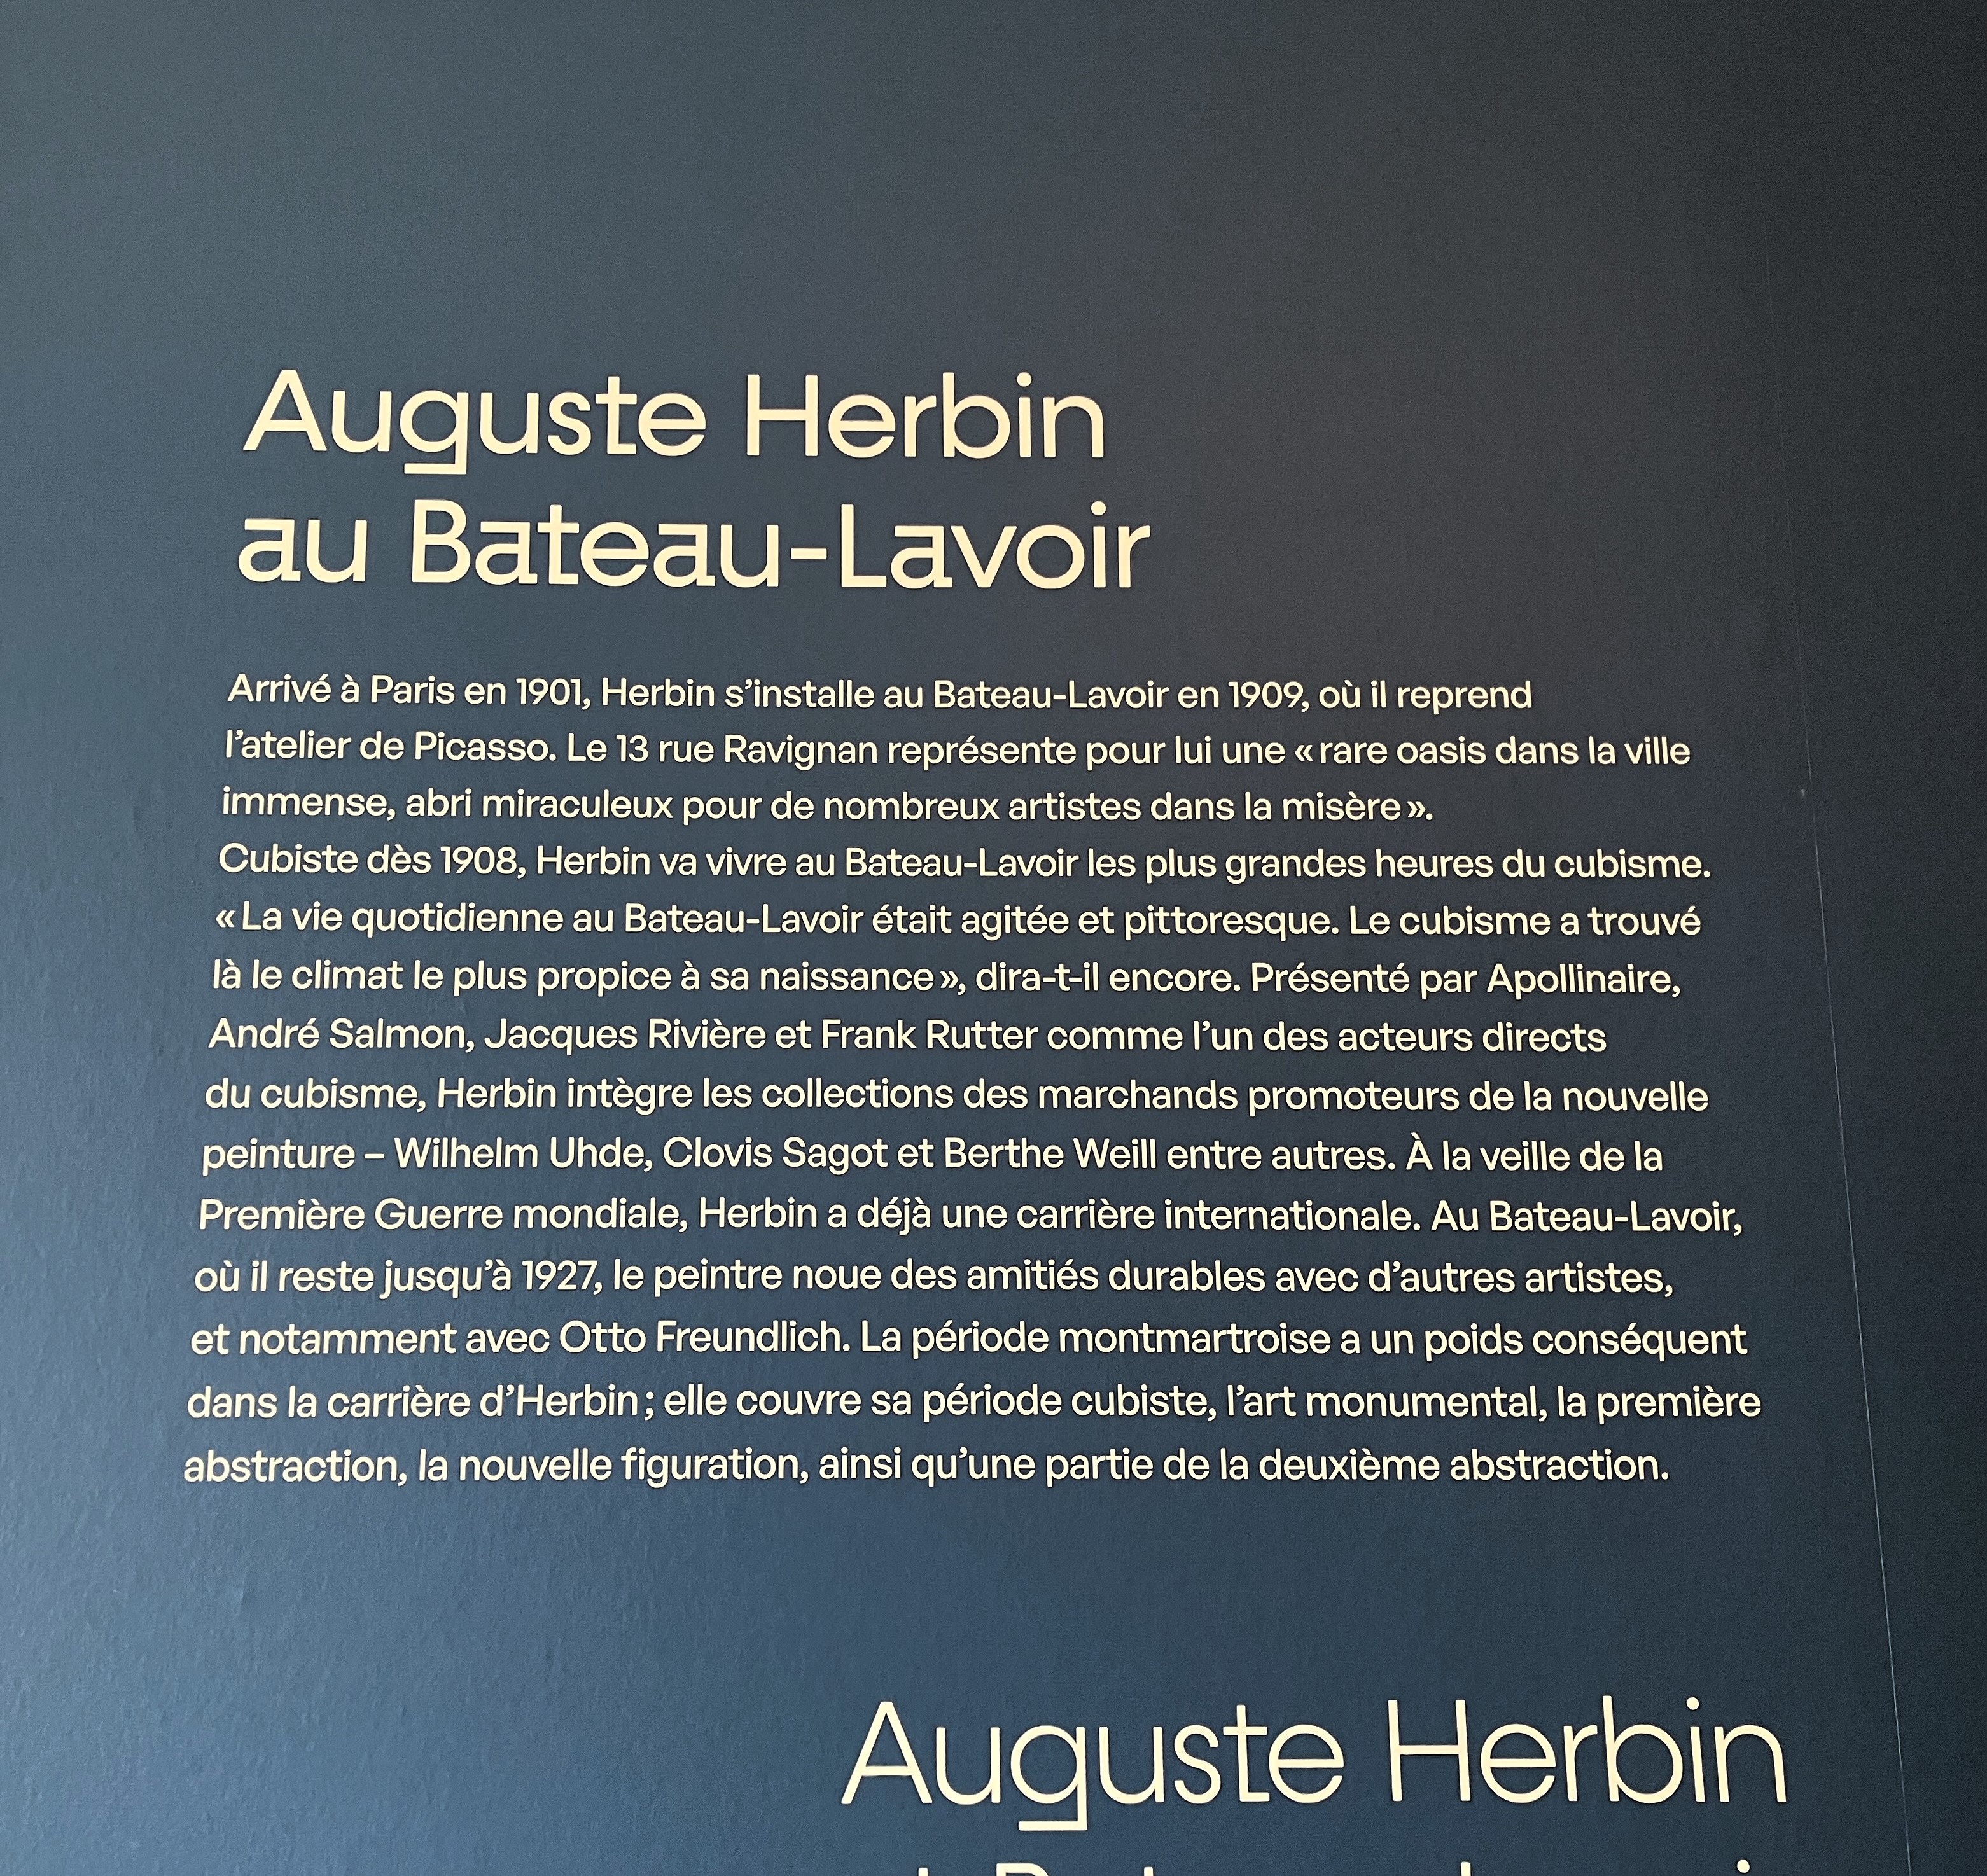 Auguste Herbin
au Bateau-Lavoir
Arrivé à Paris en 1901, Herbin s’installe au Bateau-Lavoir en 1909, où il reprend
l’atelier de Picasso. Le 13 rue Ravignan représente pour lui une « rare oasis dans la ville
immense, abri miraculeux pour de nombreux artistes dans la misère ».
Cubiste dès 1908, Herbin va vivre au Bateau-Lavoir les plus grandes heures du cubisme.
« La vie quotidienne au Bateau-Lavoir était agitée et pittoresque. Le cubisme a trouvé
là le climat le plus propice à sa naissance », dira-t-il encore. Présenté par Apollinaire,
André Salmon, Jacques Rivière et Frank Rutter comme l’un des acteurs directs
du cubisme, Herbin intègre les collections des marchands promoteurs de la nouvelle
peinture – Wilhelm Uhde, Clovis Sagot et Berthe Weill entre autres. À la veille de la
Première Guerre mondiale, Herbin a déjà une carrière internationale. Au Bateau-Lavoir,
où il reste jusqu’à 1927, le peintre noue des amitiés durables avec d’autres artistes,
et notamment avec Otto Freundlich. La période montmartroise a un poids conséquent
dans la carrière d’Herbin ; elle couvre sa période cubiste, l’art monumental, la première
abstraction, la nouvelle figuration, ainsi qu’une partie de la deuxième abstraction.
Auguste Herbin